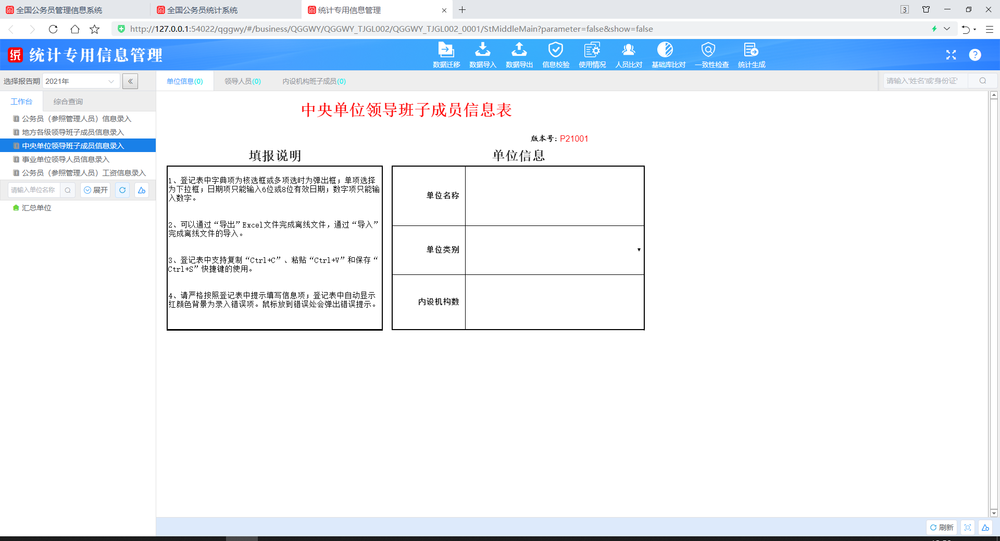 全国公务员管理信息系统
全国公务员统计系统
统计专用信息管理
3
http://127.0.0.1:54022/qggwy/#/business/QGGWY/QGGWY_TJGL002/QGGWY_TJGL002_0001/StMiddleMain?parameter=false&show=false
统 统计专用信息管理
数据迁移
数据导入
数据导出
信息校验
使用情况
人员比对
基础库比对
一致性检查
统计生成
选择报告期 2021年
单位信息(0)
领导人员(0)
内设机构班子成员(0)
请输入'姓名'或'身份证'
工作台
综合查询
公务员（参照管理人员）信息录入
地方各级领导班子成员信息录入
中央单位领导班子成员信息录入
事业单位领导人员信息录入
公务员（参照管理人员）工资信息录入
请输入单位名称
展开
汇总单位
中央单位领导班子成员信息表
版本号：P21001
填报说明
1、登记表中字典项为核选框或多项选时为弹出框；单项选择
为下拉框；日期项只能输入6位或8位有效日期；数字项只能输
入数字。
2、可以通过“导出”Excel文件完成离线文件，通过“导入”
完成离线文件的导入。
3、登记表中支持复制“Ctrl+C”、粘贴“Ctrl+V”和保存“
Ctrl+S”快捷键的使用。
4、请严格按照登记表中提示填写信息项；登记表中自动显示
红颜色背景为录入错误项。鼠标放到错误处会弹出错误提示。
单位信息
单位名称
单位类别
内设机构数
刷新